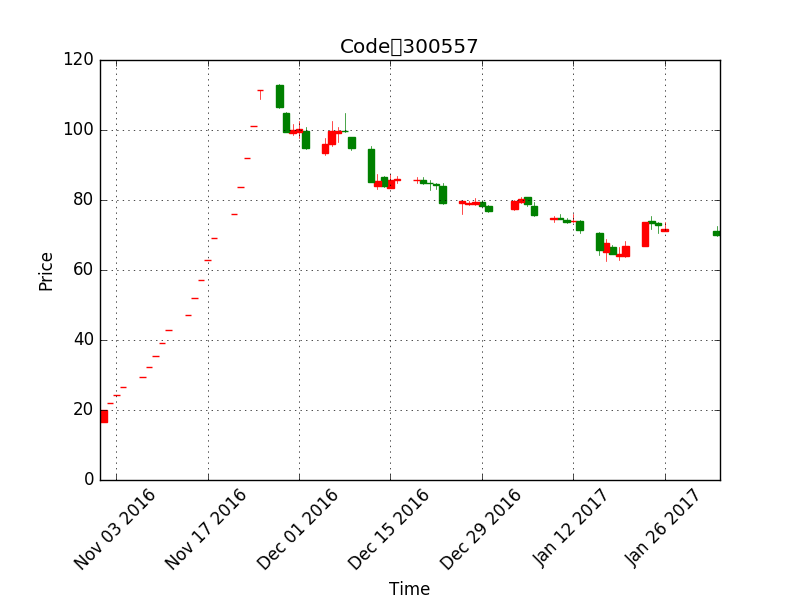 Code▯300557
120
100
80
60
40
20
0
Price
Nov 03 2016
Nov 17 2016
Dec 01 2016
Dec 15 2016
Dec 29 2016
Jan 12 2017
Jan 26 2017
Time